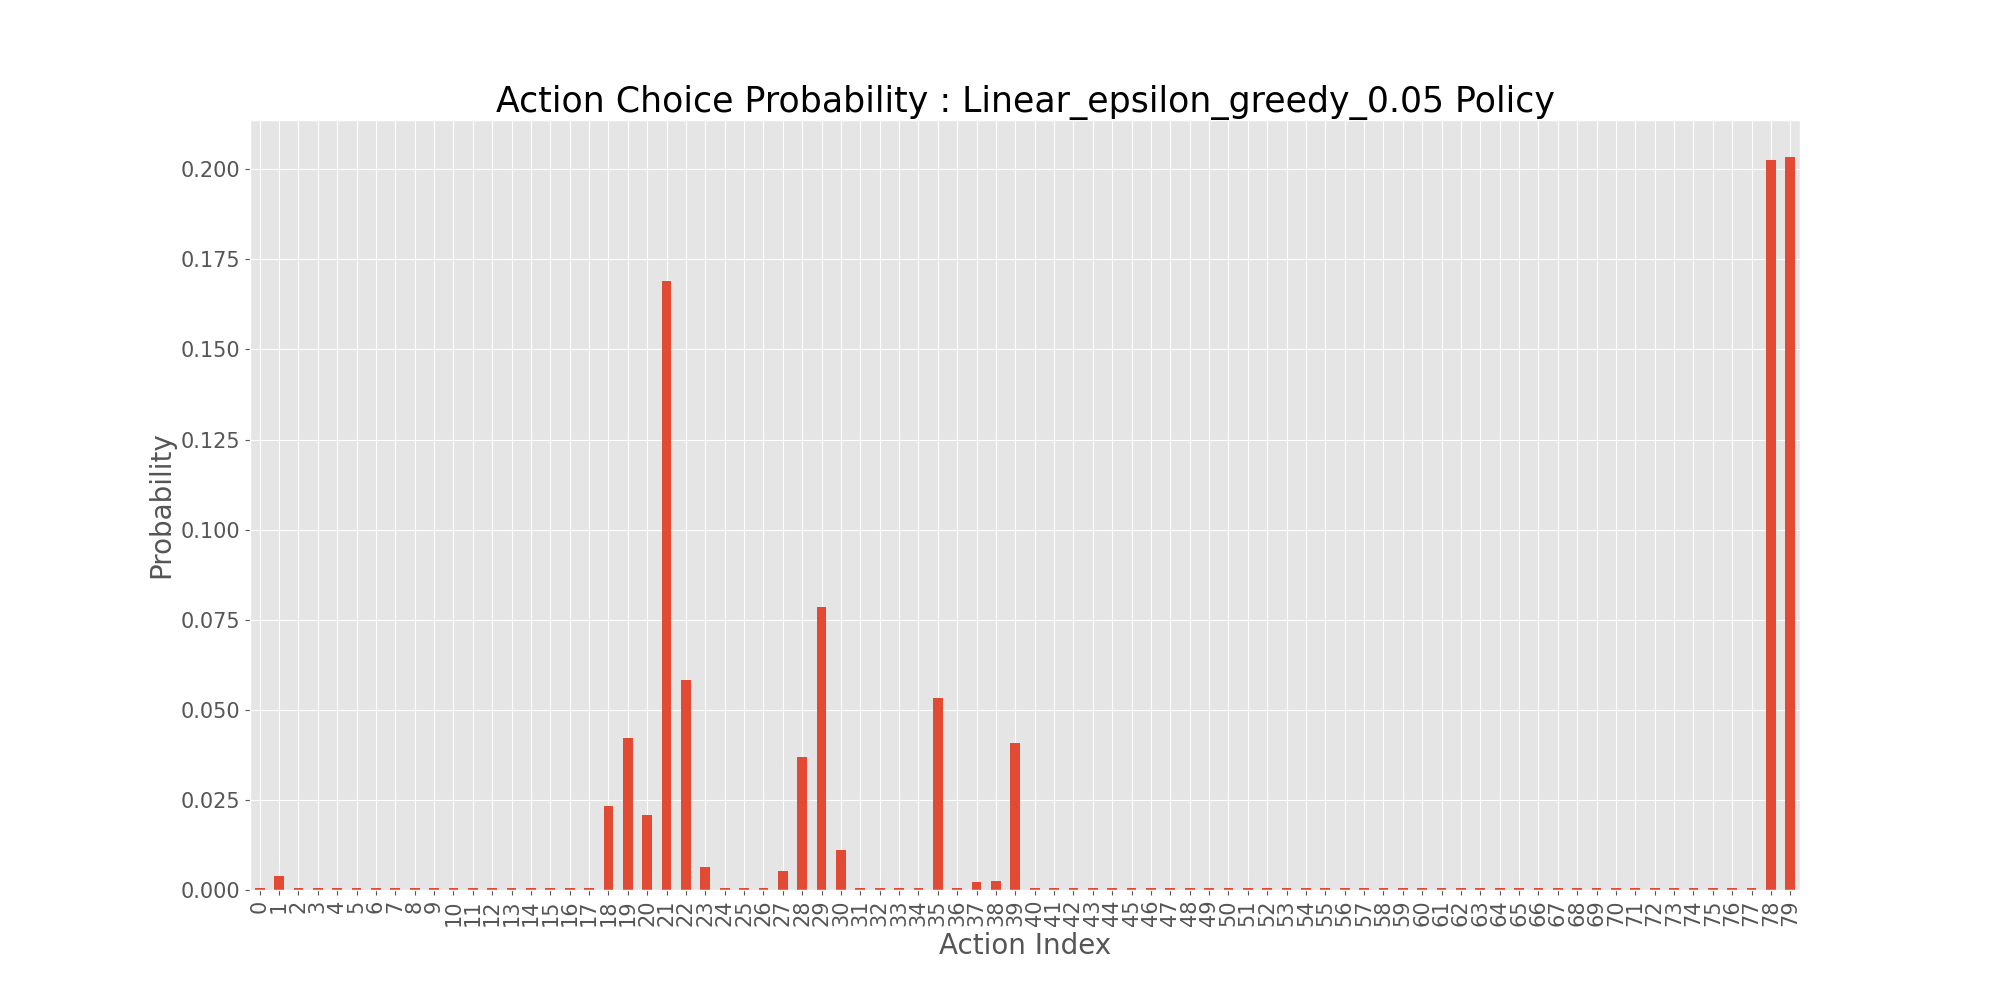 Action Choice Probability : Linear_epsilon_greedy_0.05 Policy
0.200
0.175
0.150
0.125
0.100
0.075
0.050
0.025
0.000
Probability
0 1 2 3 4 5 6 7 8 9 10 11 12 13 14 15 16 17 18 19 20 21 22 23 24 25 26 27 28 29 30 31 32 33 34 35 36 37 38 39 40 41 42 43 44 45 46 47 48 49 50 51 52 53 54 55 56 57 58 59 60 61 62 63 64 65 66 67 68 69 70 71 72 73 74 75 76 77 78 79
Action Index